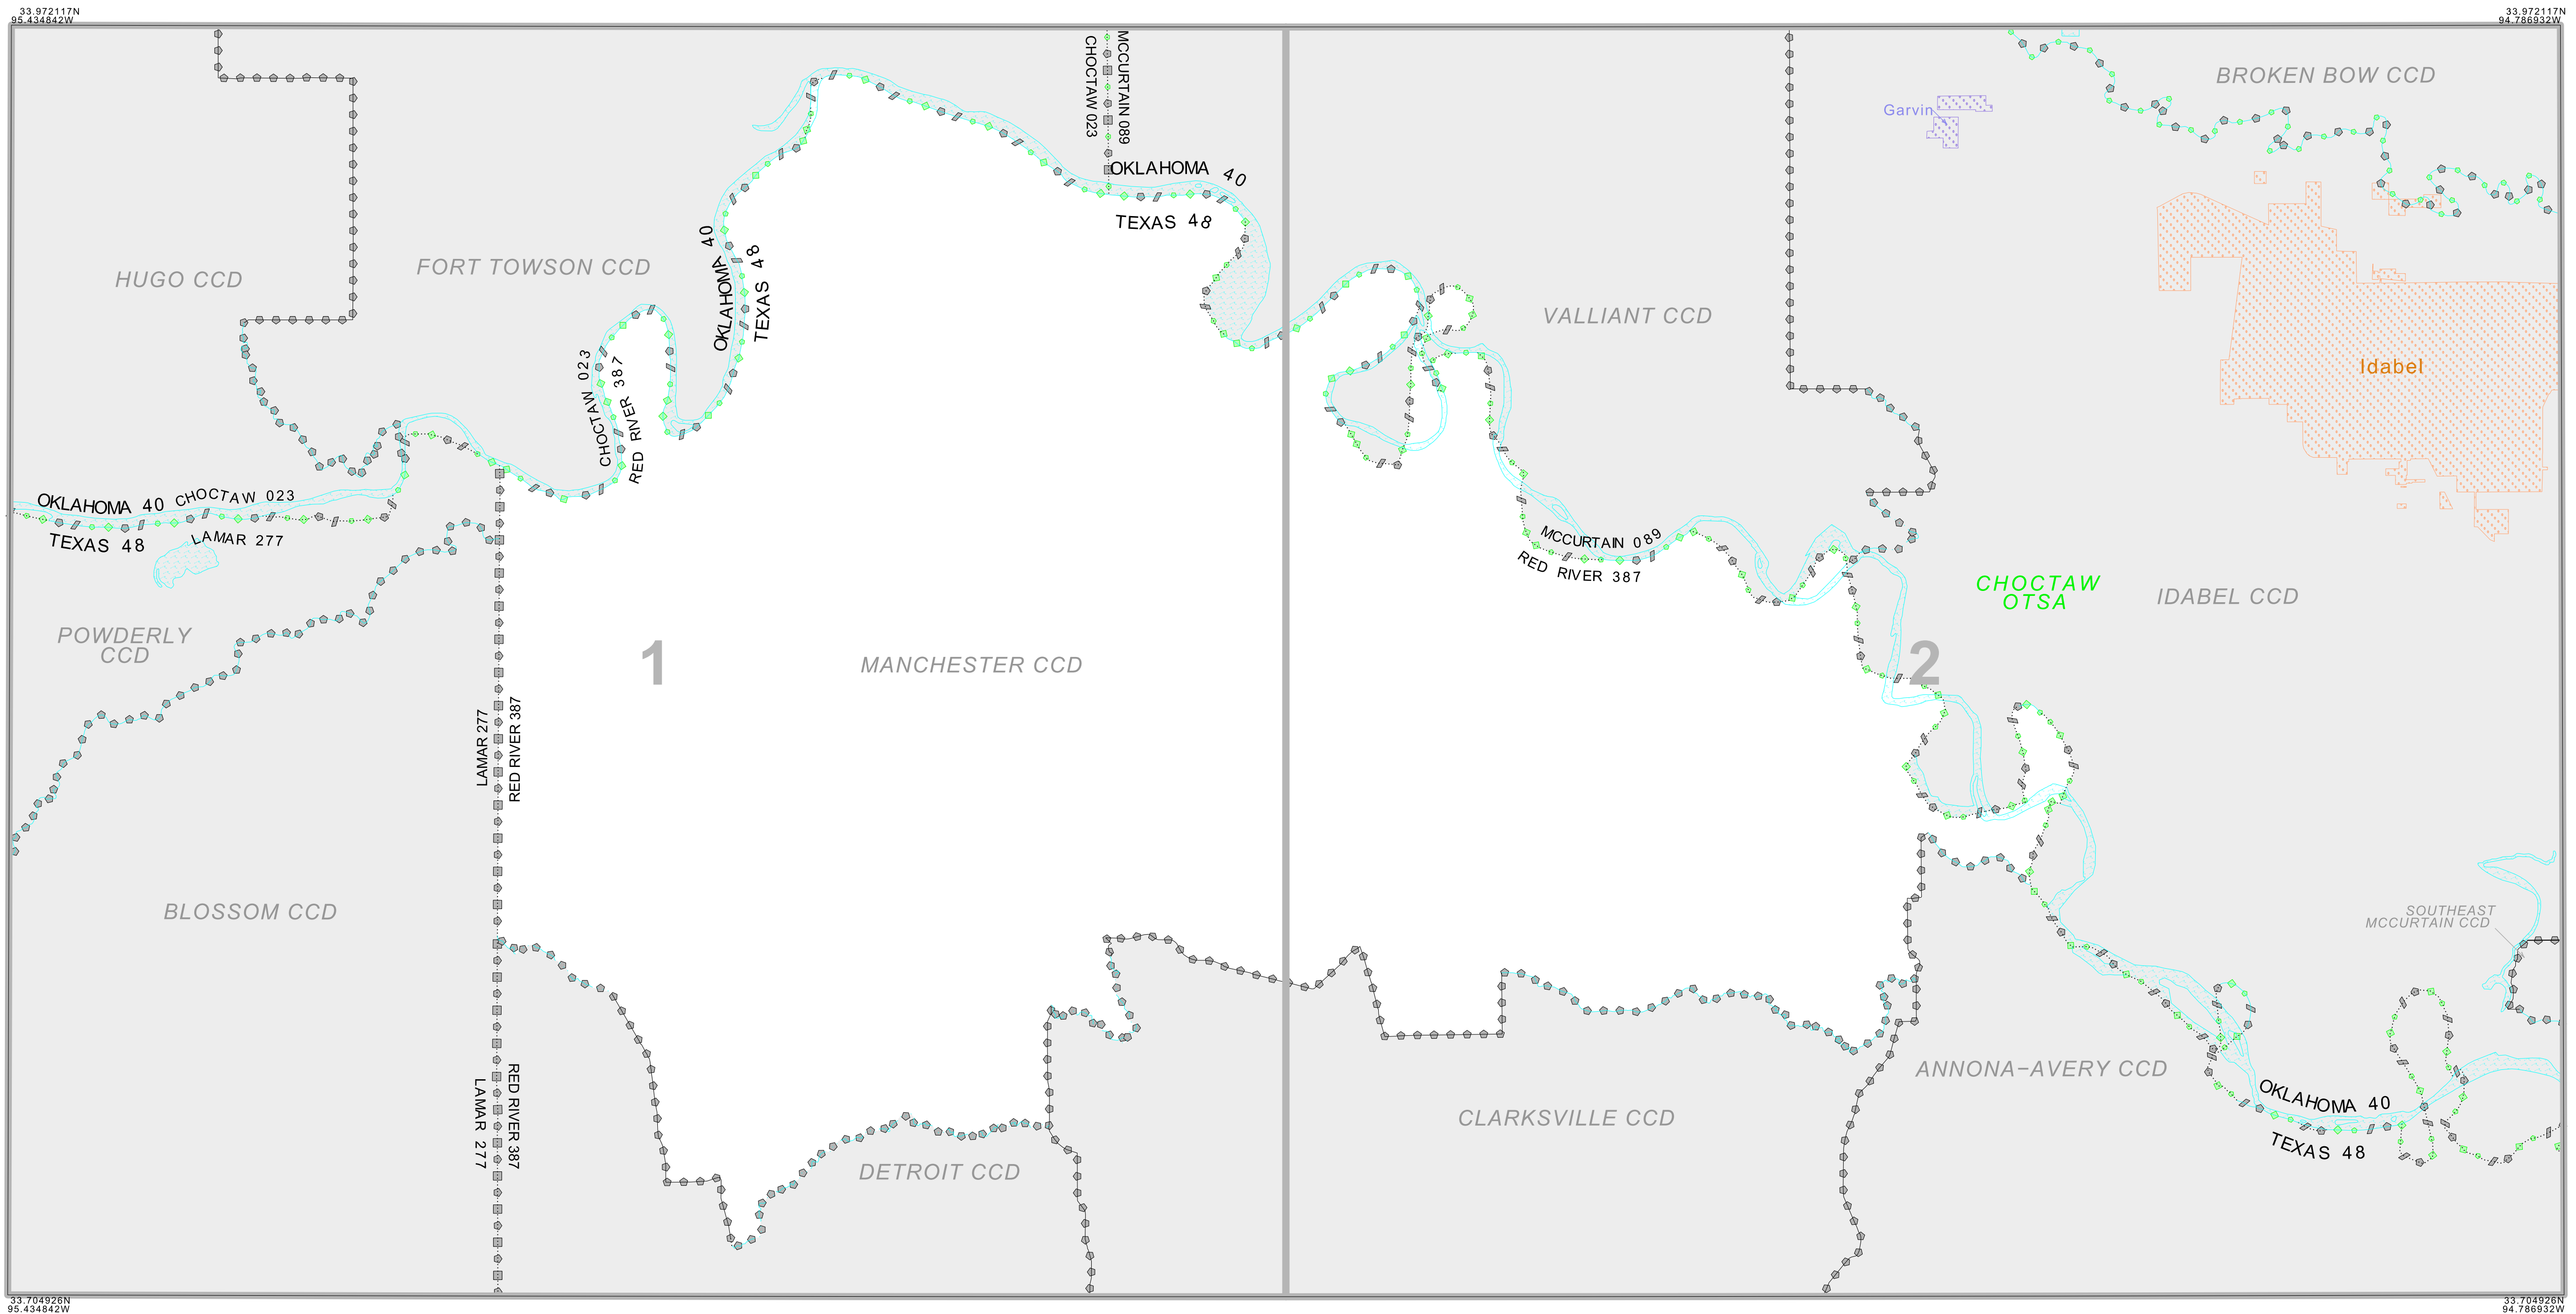 33.972117N
95.434842W
33.972117N
94.786932W
MCCURTAIN 089
CHOCTAW 023
BROKEN BOW CCD
Garvin
OKLAHOMA 40
TEXAS 48
HUGO CCD
FORT TOWSON CCD
OKLAHOMA 40
TEXAS 48
VALLIANT CCD
Idabel
CHOCTAW 023
RED RIVER 387
OKLAHOMA 40
CHOCTAW 023
TEXAS 48
LAMAR 277
MCCURTAIN 089
RED RIVER 387
CHOCTAW
OTSA
IDABEL CCD
POWDERLY
CCD
1
MANCHESTER CCD
2
LAMAR 277
RED RIVER 387
BLOSSOM CCD
SOUTHEAST
MCCURTAIN CCD
LAMAR 277
RED RIVER 387
ANNONA-AVERY CCD
OKLAHOMA 40
TEXAS 48
CLARKSVILLE CCD
DETROIT CCD
33.704926N
95.434842W
33.704926N
94.786932W